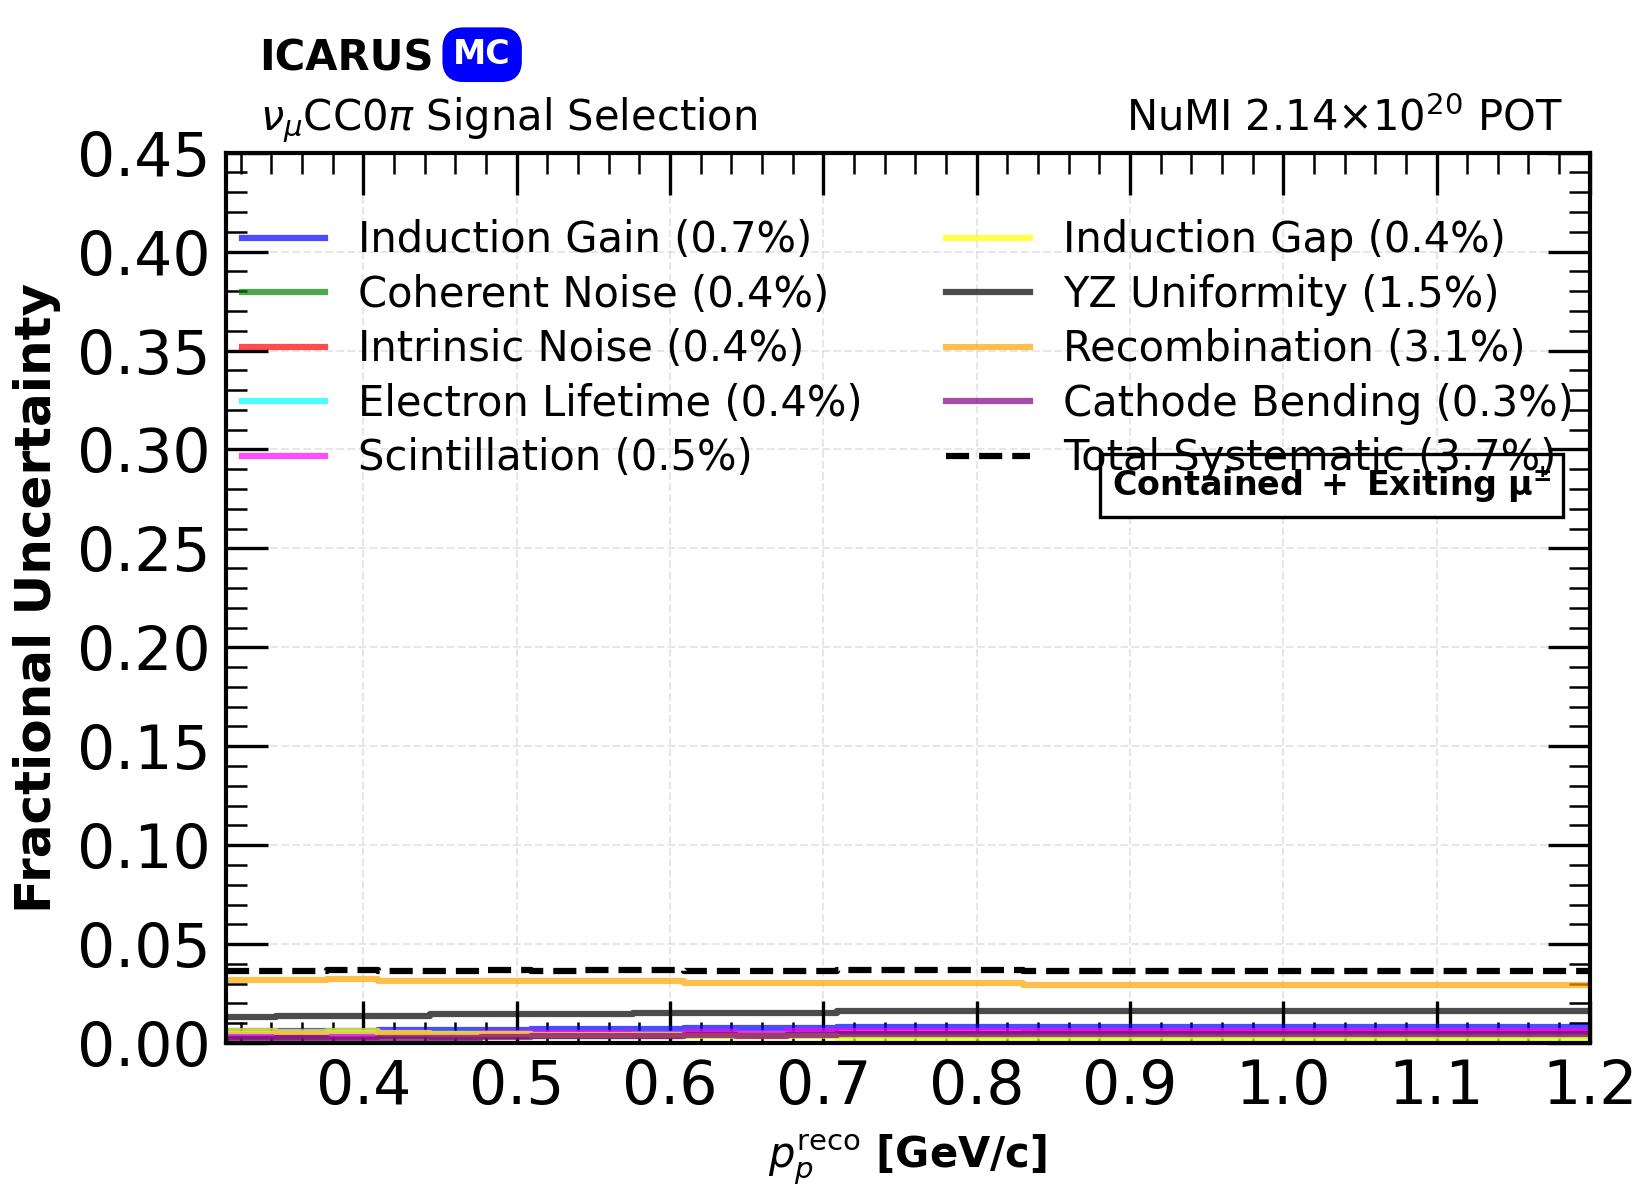 ICARUS MC
νμCC0π Signal Selection
NuMI 2.14×10²⁰ POT
Fractional Uncertainty
0.45
0.40
0.35
0.30
0.25
0.20
0.15
0.10
0.05
0.00
Induction Gain (0.7%)
Coherent Noise (0.4%)
Intrinsic Noise (0.4%)
Electron Lifetime (0.4%)
Scintillation (0.5%)
Induction Gap (0.4%)
YZ Uniformity (1.5%)
Recombination (3.1%)
Cathode Bending (0.3%)
Total Systematic (3.7%)
Contained + Exiting μ±
0.4 0.5 0.6 0.7 0.8 0.9 1.0 1.1 1.2
p_p^reco [GeV/c]